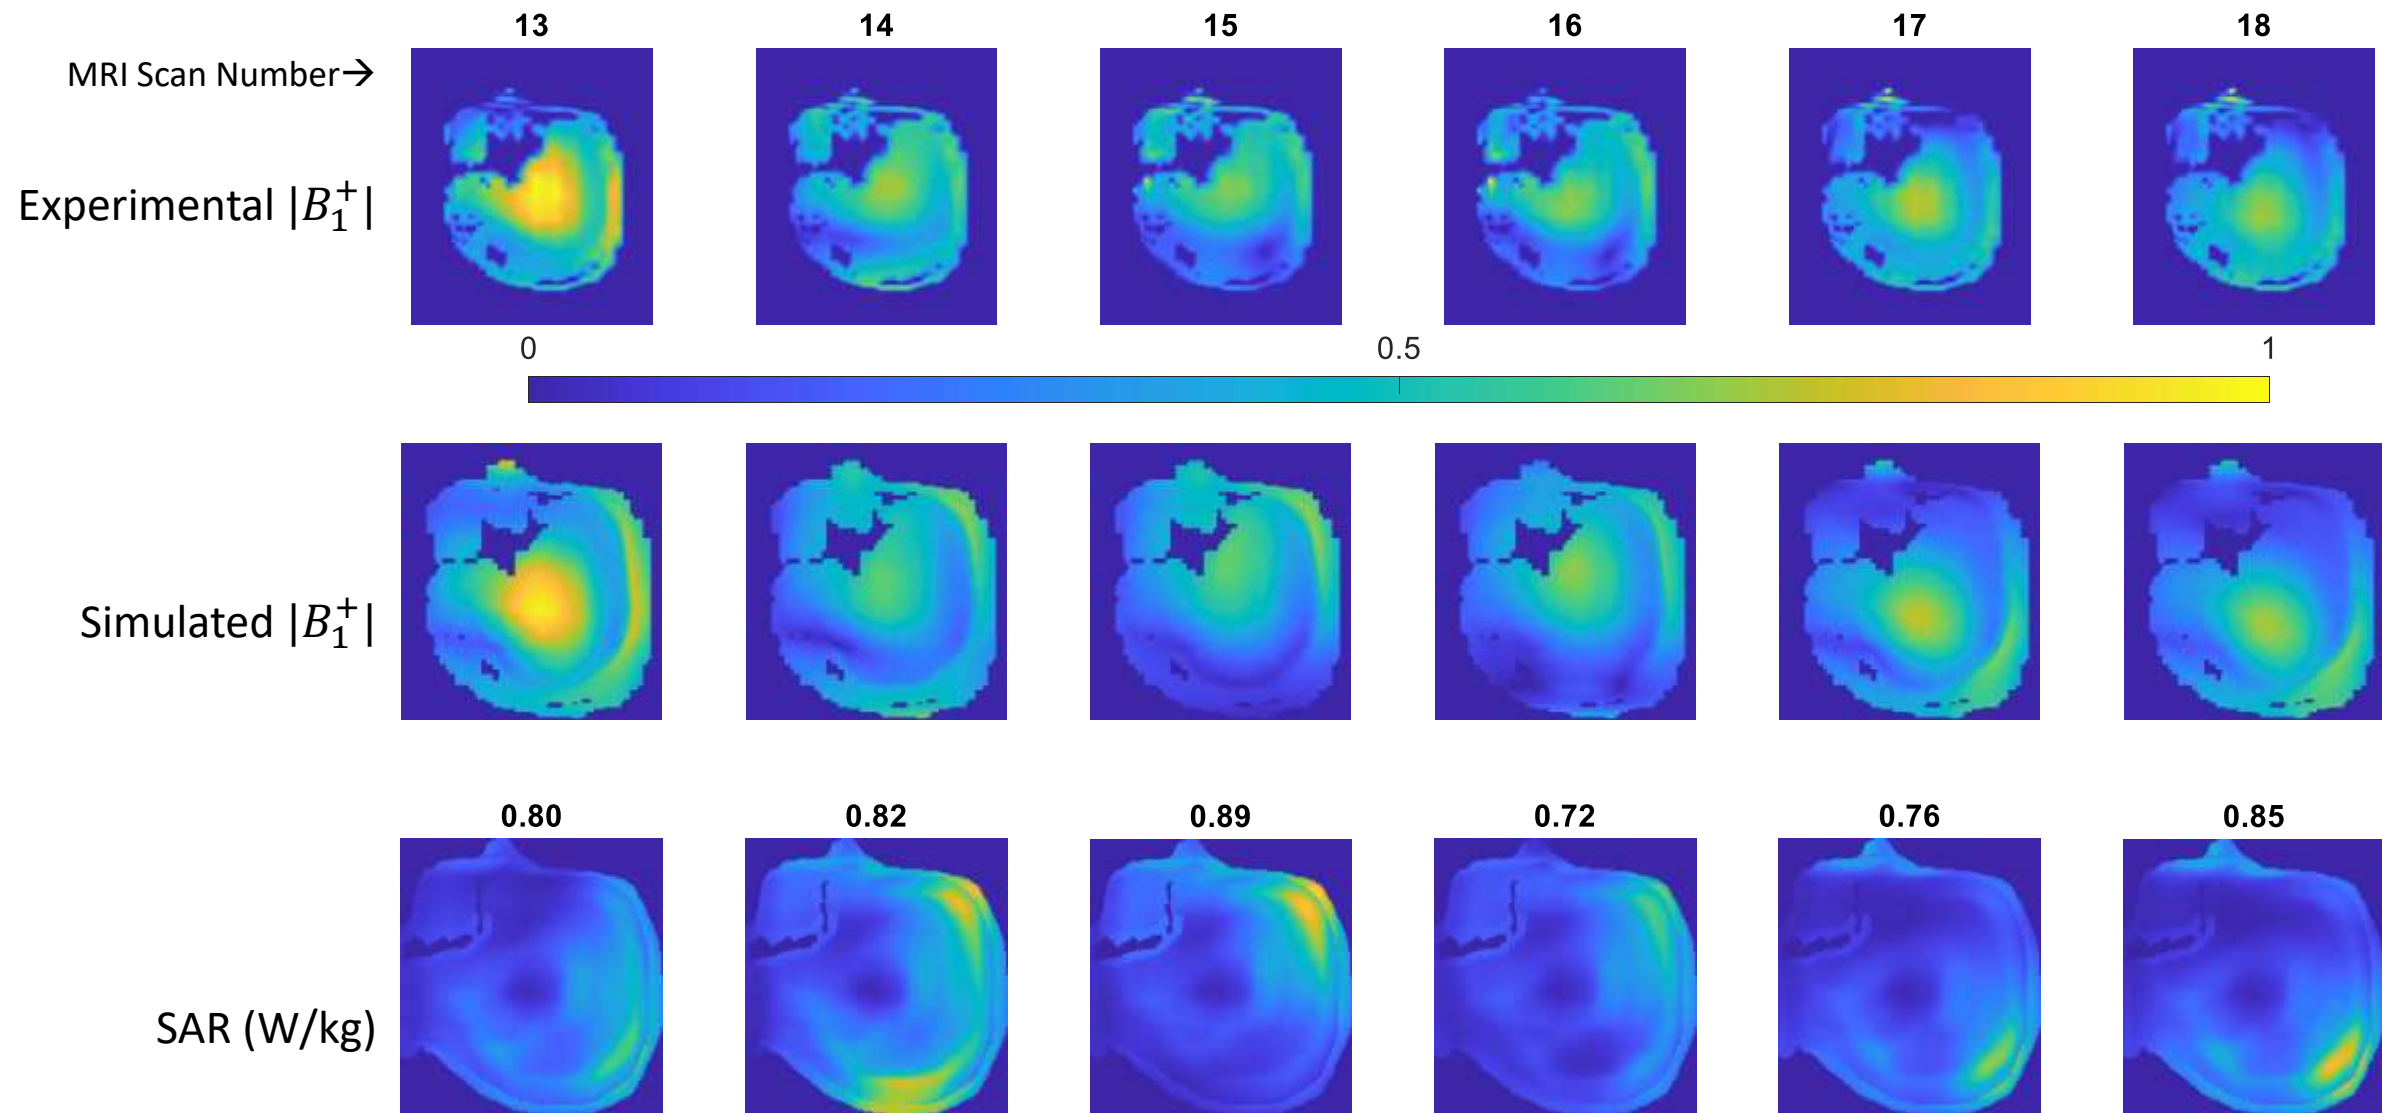 13 14 15 16 17 18
MRI Scan Number→
Experimental |B₁⁺|
0 0.5 1
Simulated |B₁⁺|
0.80 0.82 0.89 0.72 0.76 0.85
SAR (W/kg)